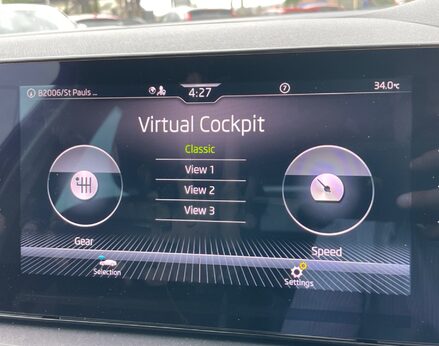 B2006/St Pauls ...
4:27
34.0°C
Virtual Cockpit
Classic
View 1
View 2
View 3
Gear
Speed
Selection
Settings